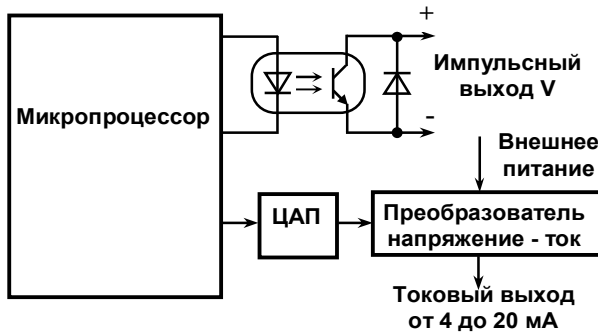 +
Импульсный
выход V
Микропроцессор
-
Внешнее
питание
ЦАП
Преобразователь
напряжение - ток
Токовый выход
от 4 до 20 мА